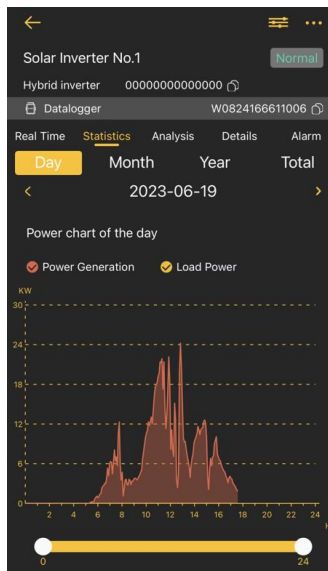 Solar Inverter No.1 Normal
Hybrid inverter 00000000000000
Datalogger W0824166611006
Real Time Statistics Analysis Details Alarm
Day Month Year Total
2023-06-19
Power chart of the day
Power Generation Load Power
KW
30
24
18
12
6
0
2 4 6 8 10 12 14 16 18 20 22 24
0 24